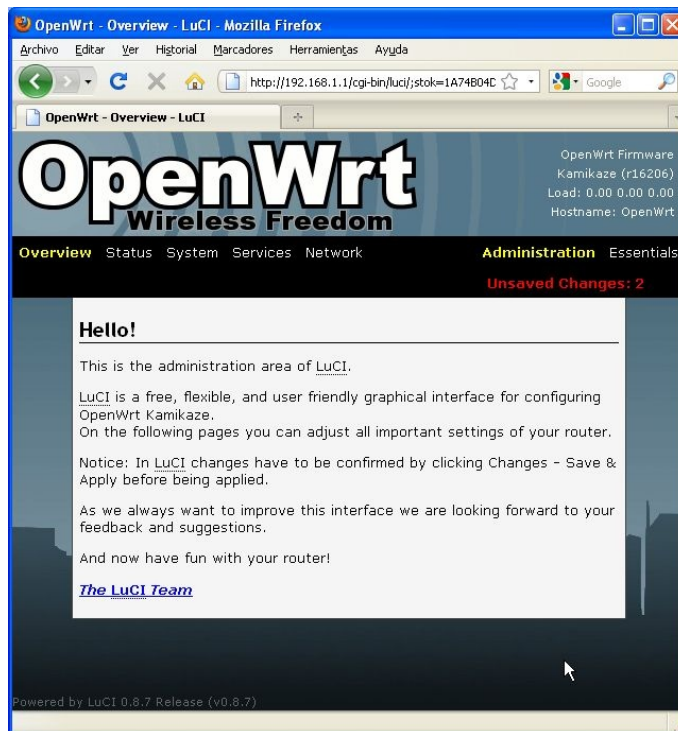 OpenWrt - Overview - LuCI - Mozilla Firefox
Archivo Editar Ver Historial Marcadores Herramientas Ayuda
http://192.168.1.1/cgi-bin/luci/;stok=1A74B04D Google
OpenWrt - Overview - LuCI
OpenWrt
Wireless Freedom
OpenWrt Firmware
Kamikaze (r16206)
Load: 0.00 0.00 0.00
Hostname: OpenWrt
Overview Status System Services Network Administration Essentials
Unsaved Changes: 2
Hello!
This is the administration area of LuCI.
LuCI is a free, flexible, and user friendly graphical interface for configuring
OpenWrt Kamikaze.
On the following pages you can adjust all important settings of your router.
Notice: In LuCI changes have to be confirmed by clicking Changes - Save &
Apply before being applied.
As we always want to improve this interface we are looking forward to your
feedback and suggestions.
And now have fun with your router!
The LuCI Team
Powered by LuCI 0.8.7 Release (v0.8.7)